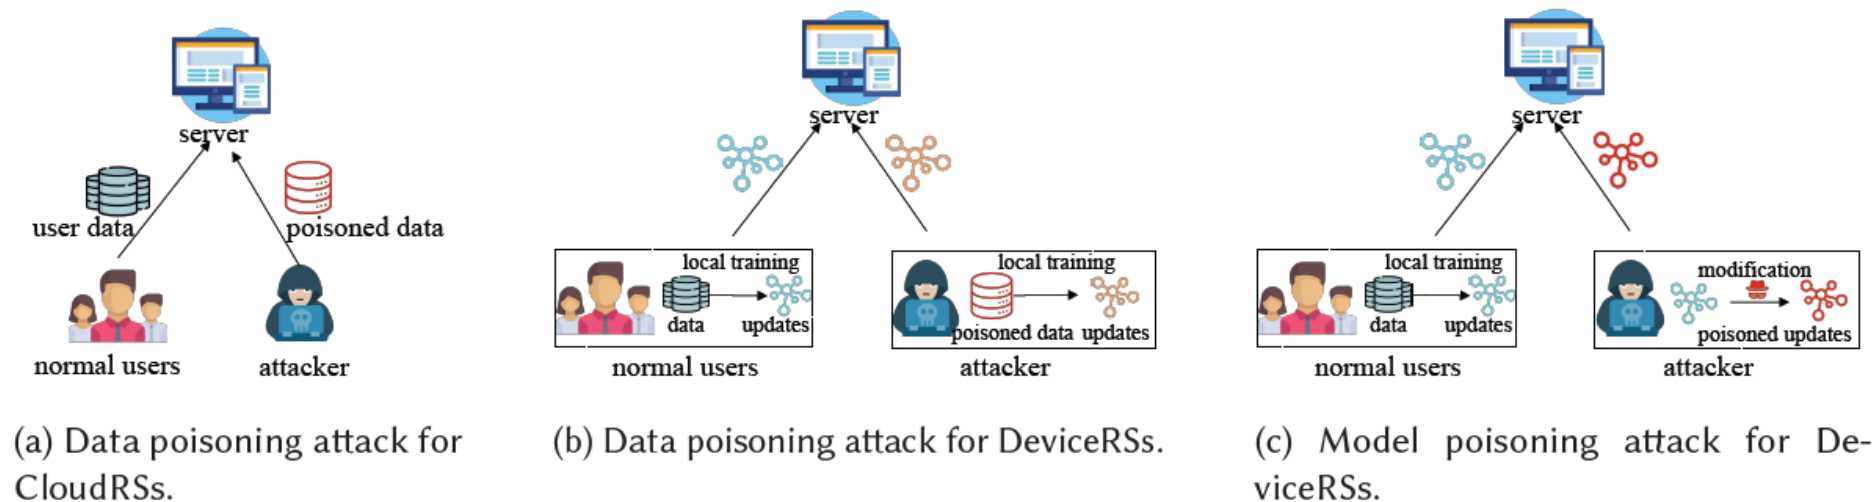 server
user data
poisoned data
normal users
attacker
(a) Data poisoning attack for
CloudRSs.
server
local training
data
updates
normal users
local training
poisoned data
updates
attacker
(b) Data poisoning attack for DeviceRSs.
server
local training
data
updates
normal users
modification
poisoned updates
attacker
(c) Model poisoning attack for De-
viceRSs.